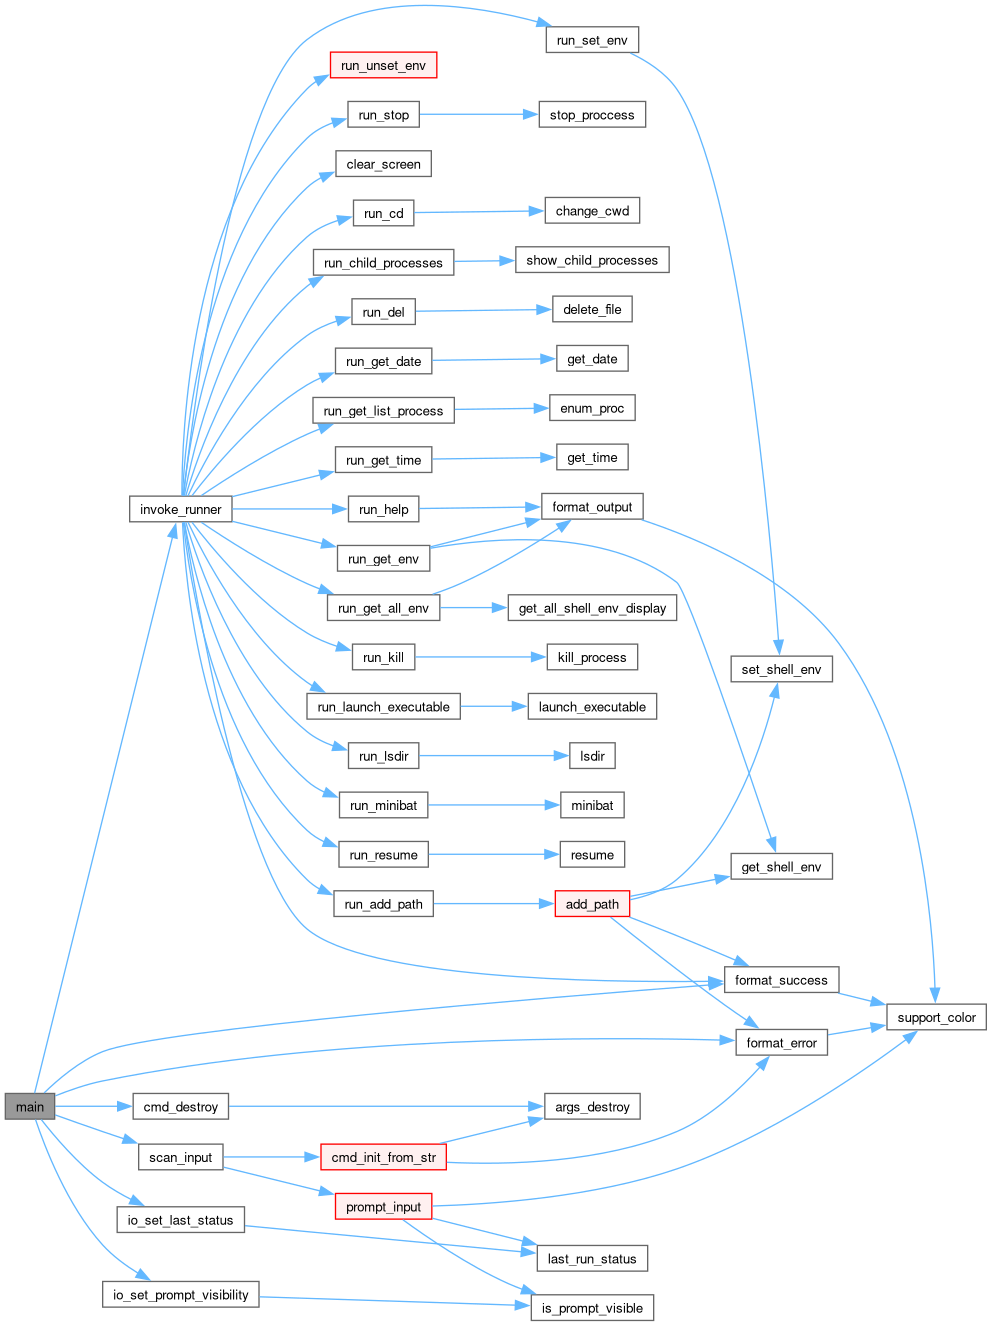 run_set_env
run_unset_env
run_stop
stop_proccess
clear_screen
run_cd
change_cwd
run_child_processes
show_child_processes
run_del
delete_file
run_get_date
get_date
run_get_list_process
enum_proc
run_get_time
get_time
invoke_runner
run_help
format_output
run_get_env
run_get_all_env
get_all_shell_env_display
run_kill
kill_process
set_shell_env
run_launch_executable
launch_executable
run_lsdir
lsdir
run_minibat
minibat
run_resume
resume
get_shell_env
run_add_path
add_path
format_success
support_color
format_error
main
cmd_destroy
args_destroy
scan_input
cmd_init_from_str
prompt_input
io_set_last_status
last_run_status
io_set_prompt_visibility
is_prompt_visible